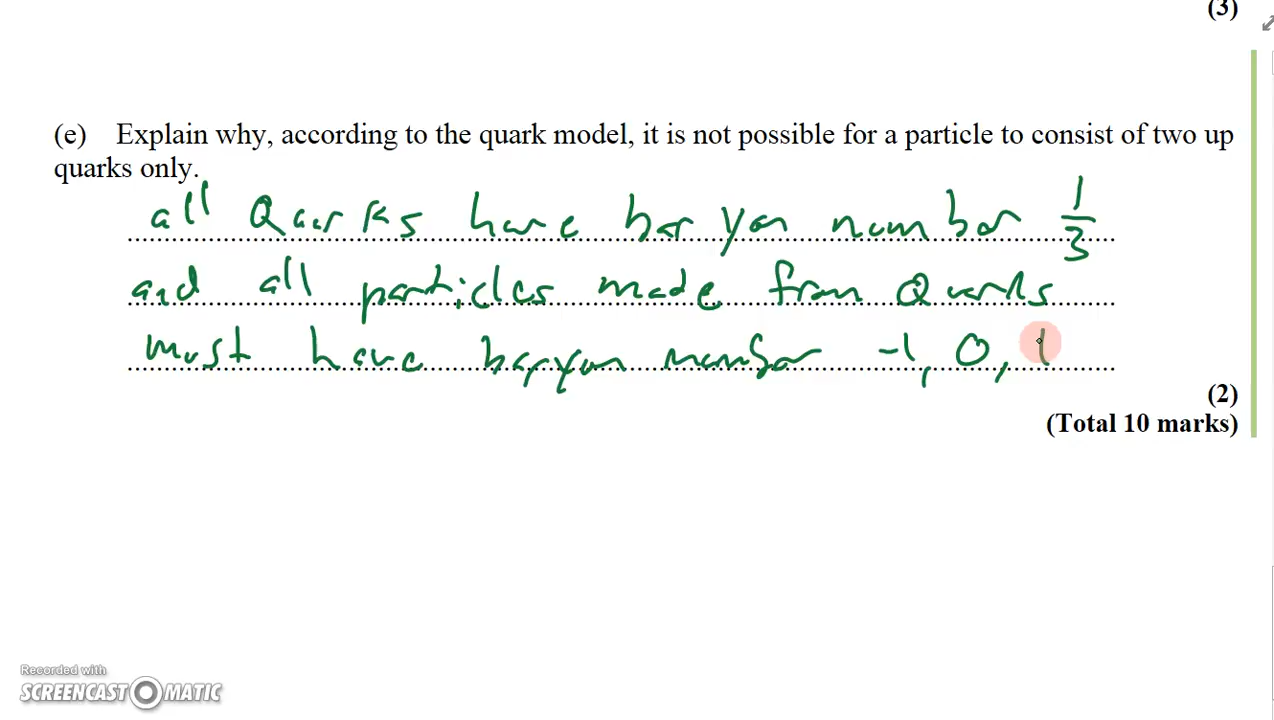 (3)
(e) Explain why, according to the quark model, it is not possible for a particle to consist of two up
quarks only.
all Quarks have baryon number 1/3
and all particles made from Quarks
must have baryon number -1, 0, 1
(2)
(Total 10 marks)
Recorded with
SCREENCAST-O-MATIC